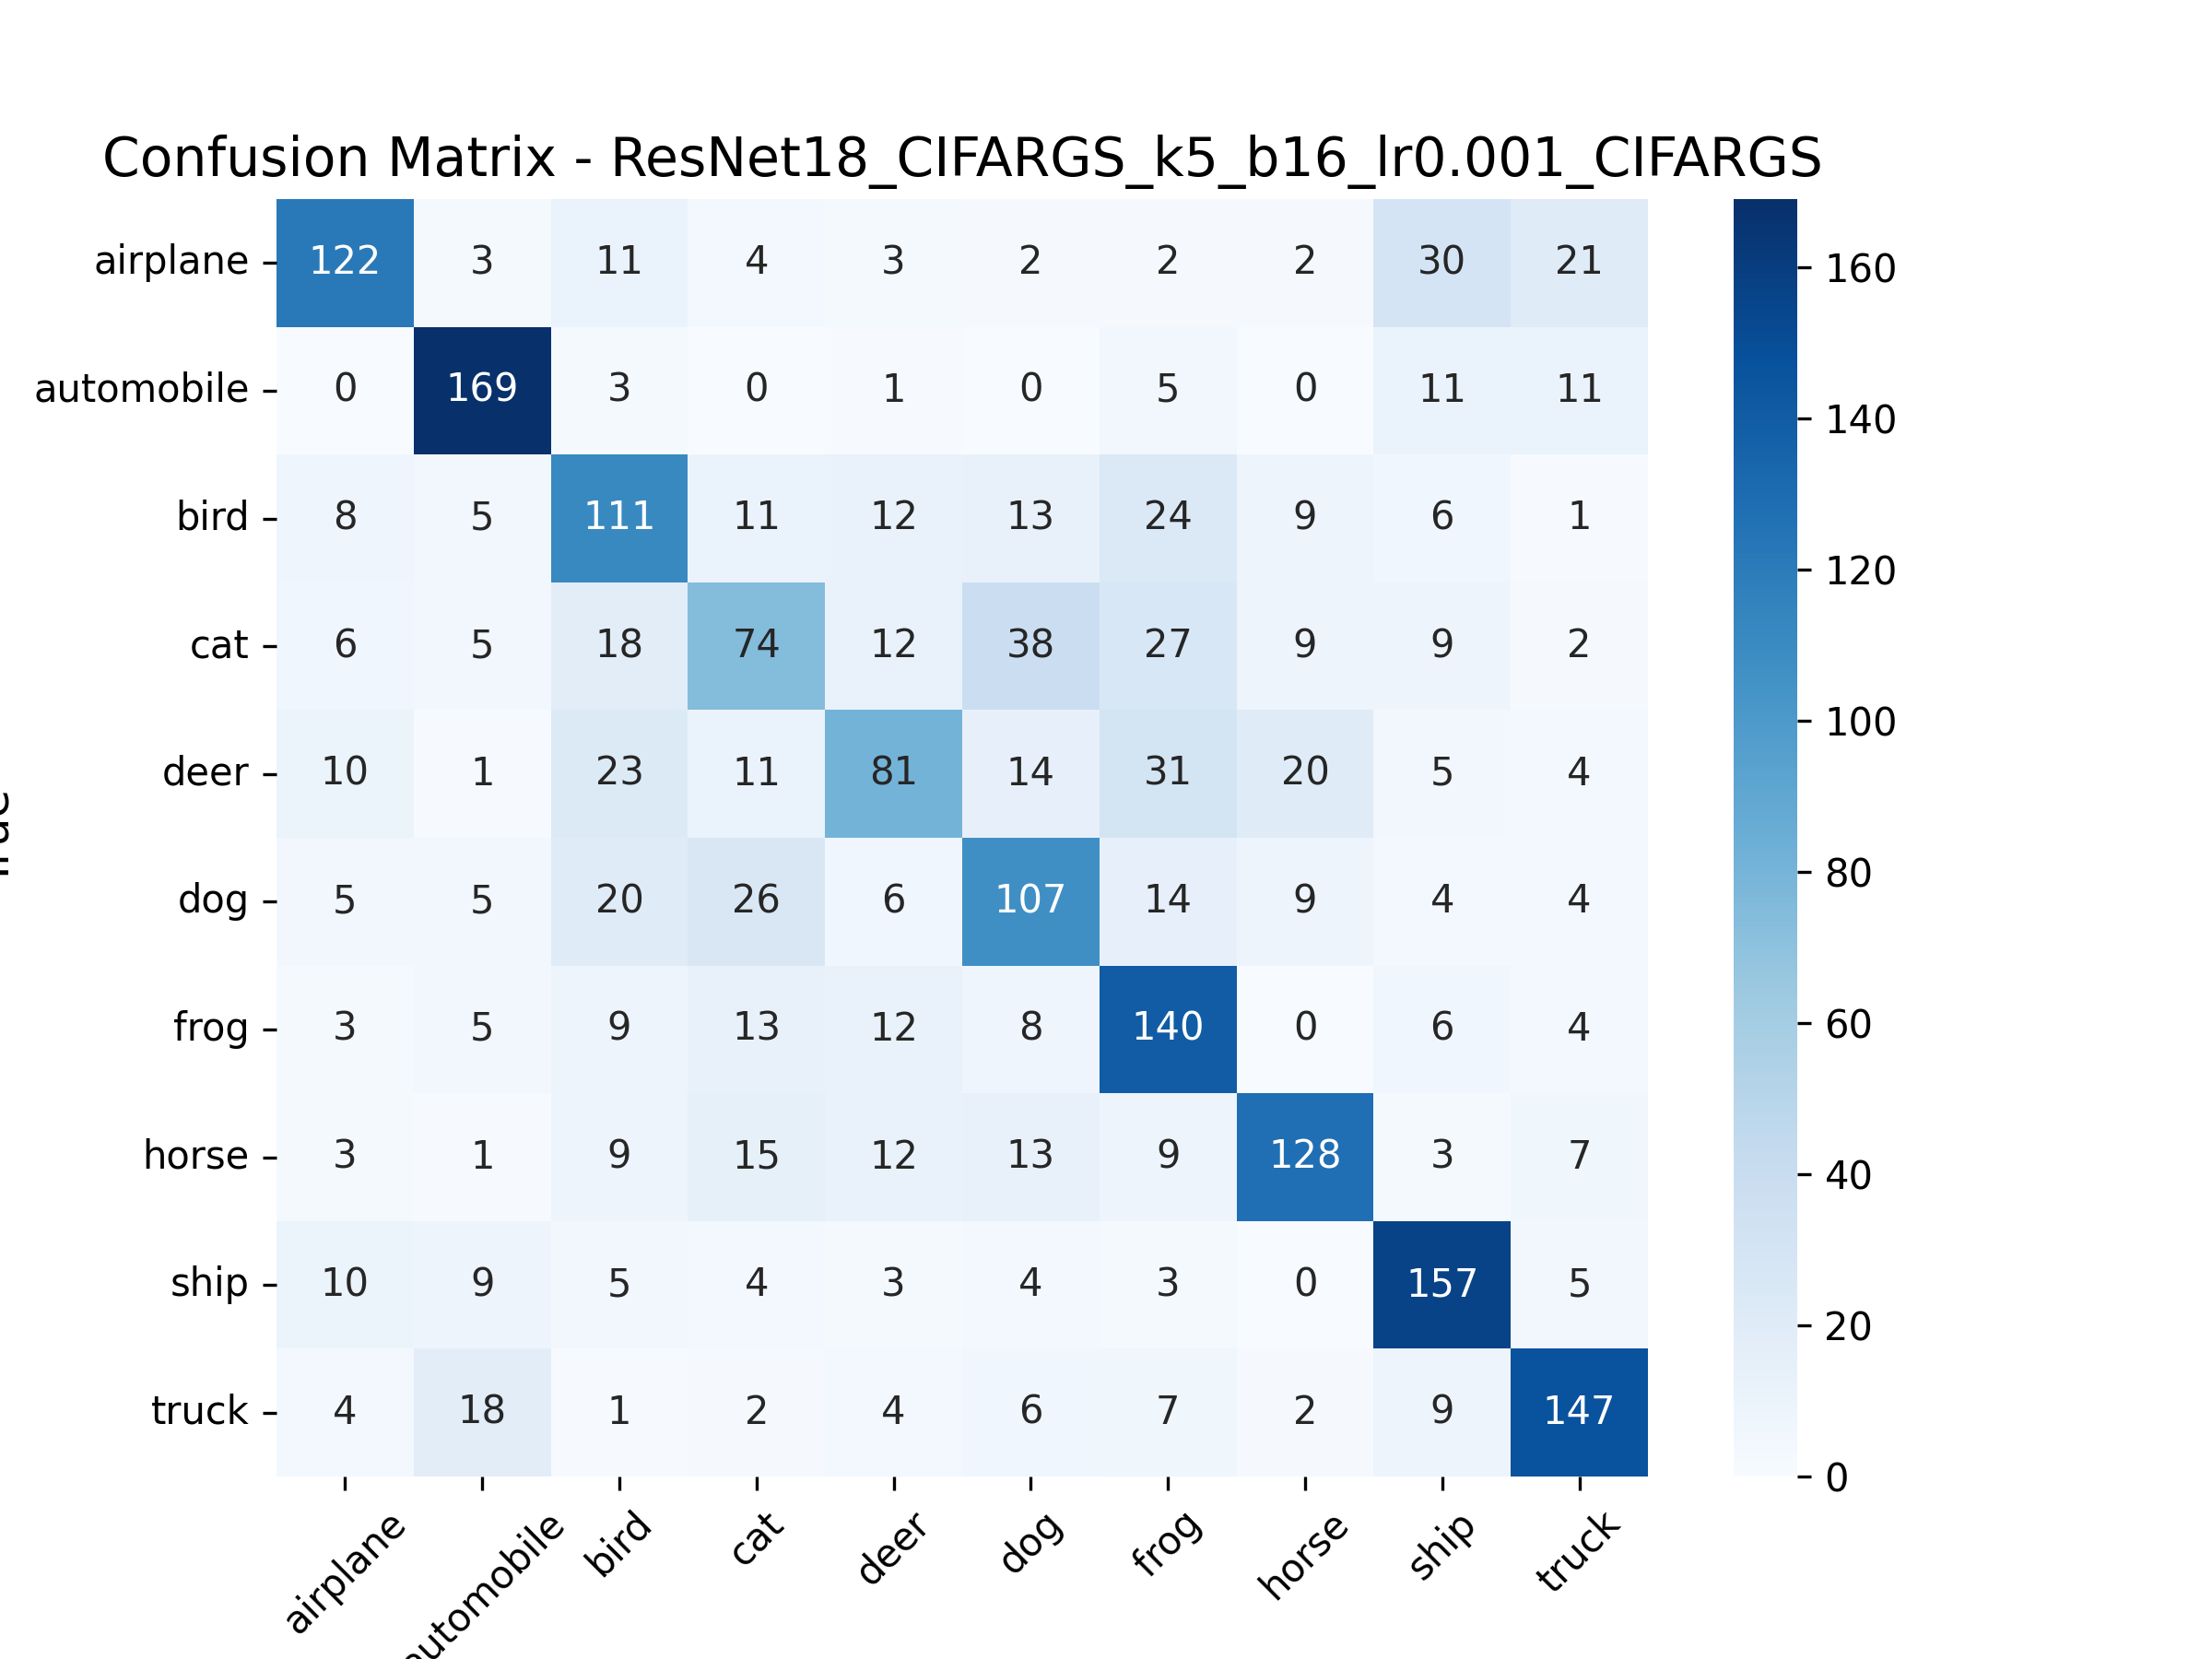 Confusion Matrix - ResNet18_CIFARGS_k5_b16_lr0.001_CIFARGS
airplane 122 3 11 4 3 2 2 2 30 21
automobile 0 169 3 0 1 0 5 0 11 11
bird 8 5 111 11 12 13 24 9 6 1
cat 6 5 18 74 12 38 27 9 9 2
deer 10 1 23 11 81 14 31 20 5 4
dog 5 5 20 26 6 107 14 9 4 4
frog 3 5 9 13 12 8 140 0 6 4
horse 3 1 9 15 12 13 9 128 3 7
ship 10 9 5 4 3 4 3 0 157 5
truck 4 18 1 2 4 6 7 2 9 147
airplane automobile bird cat deer dog frog horse ship truck
160
140
120
100
80
60
40
20
0